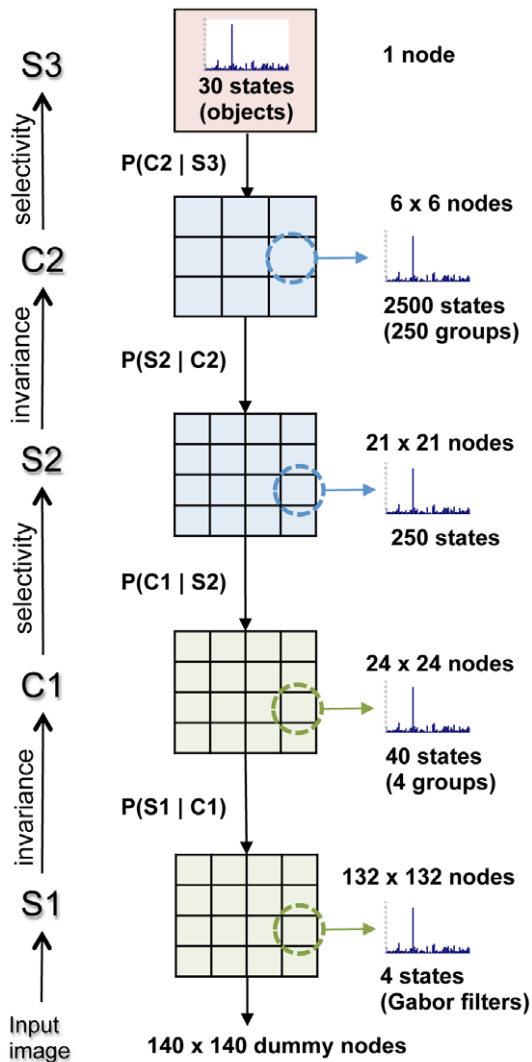 S3
1 node
30 states
(objects)
selectivity
P(C2 | S3)
6 x 6 nodes
C2
2500 states
(250 groups)
invariance
P(S2 | C2)
21 x 21 nodes
S2
250 states
selectivity
P(C1 | S2)
24 x 24 nodes
C1
40 states
(4 groups)
invariance
P(S1 | C1)
132 x 132 nodes
S1
4 states
(Gabor filters)
Input
image
140 x 140 dummy nodes